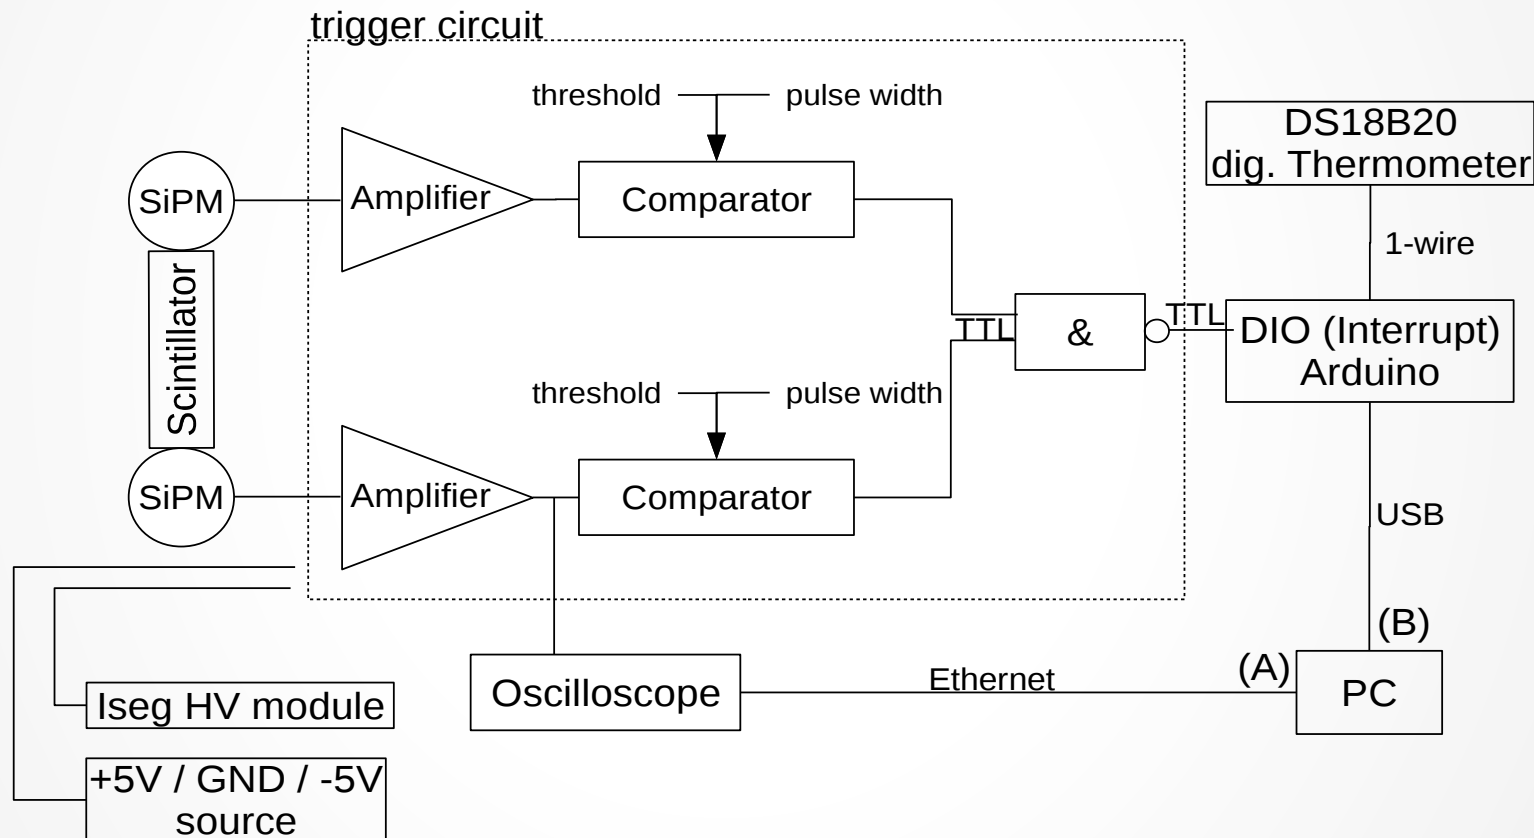 trigger circuit
threshold
pulse width
DS18B20
dig. Thermometer
SiPM
Amplifier
Comparator
1-wire
Scintillator
TTL
&
TTL
DIO (Interrupt)
Arduino
threshold
pulse width
SiPM
Amplifier
Comparator
USB
(B)
(A)
Ethernet
Oscilloscope
PC
Iseg HV module
+5V / GND / -5V
source